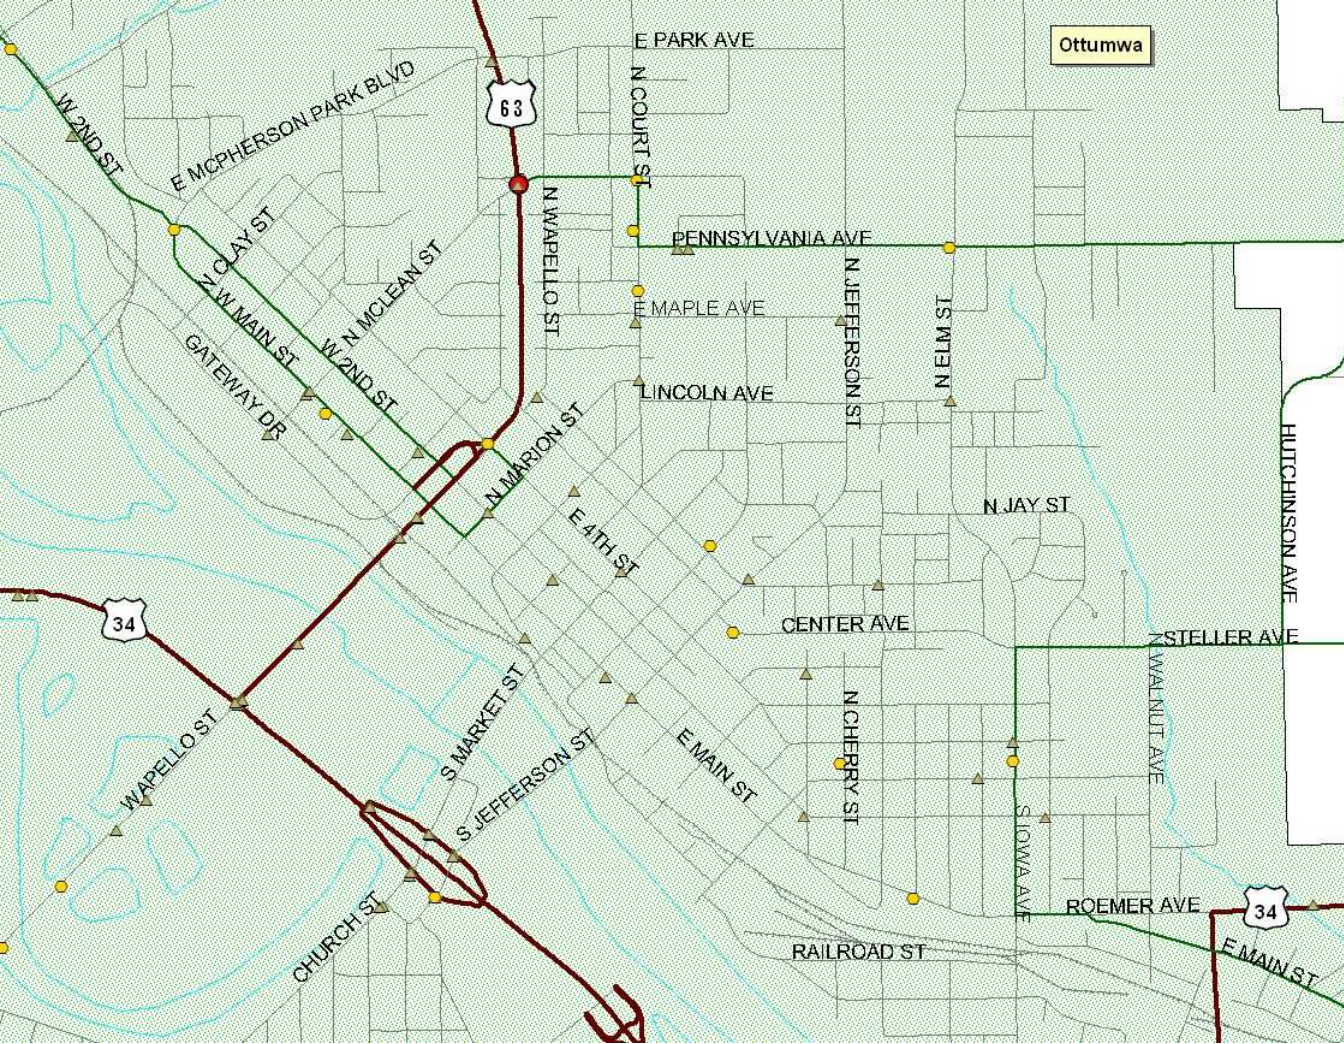 E PARK AVE
Ottumwa
W 2ND ST
E MCPHERSON PARK BLVD
63
N COURT ST
N CLAY ST
N MCLEAN ST
N WAPELLO ST
PENNSYLVANIA AVE
N W MAIN ST
E MAPLE AVE
N JEFFERSON ST
N ELM ST
GATEWAY DR
W 2ND ST
LINCOLN AVE
N MARION ST
HUTCHINSON AVE
N JAY ST
E 4TH ST
34
CENTER AVE
STELLER AVE
N WALNUT AVE
S MARKET ST
WAPELLO ST
S JEFFERSON ST
E MAIN ST
N CHERRY ST
S IOWA AVE
CHURCH ST
ROEMER AVE
34
RAILROAD ST
E MAIN ST